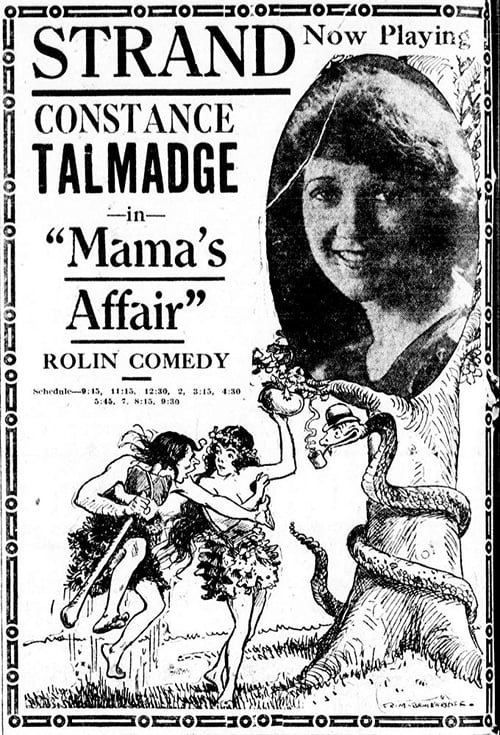 STRAND
Now Playing
CONSTANCE
TALMADGE
—in—
"Mama's
Affair"
ROLIN COMEDY
Schedule—9:45, 11:15, 12:30, 2, 3:15, 4:30
5:45, 7, 8:15, 9:30